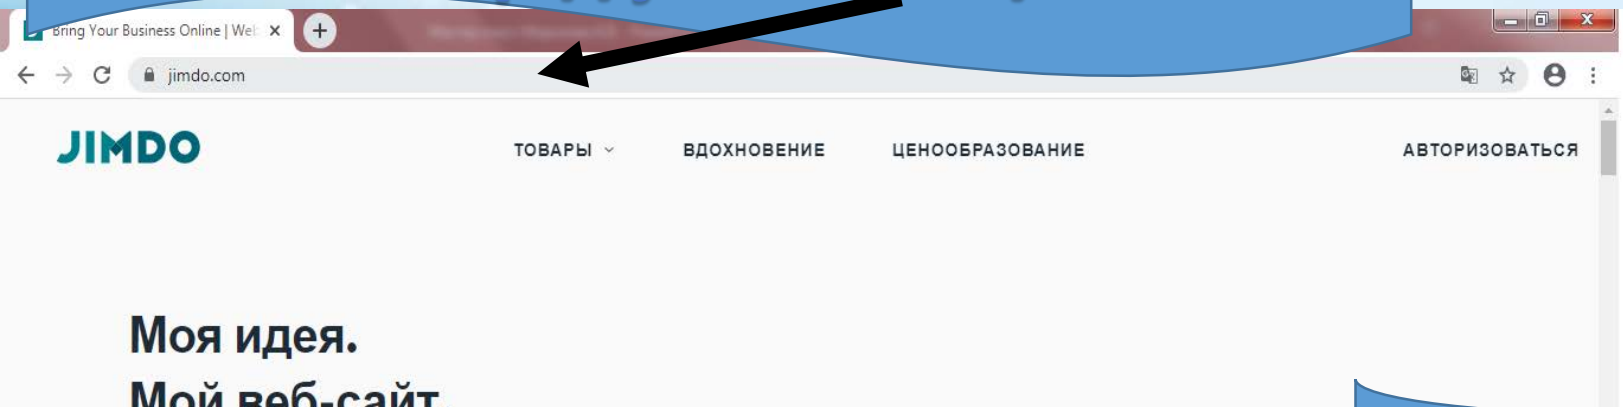 Bring Your Business Online | Web
jimdo.com
JIMDO
ТОВАРЫ
ВДОХНОВЕНИЕ
ЦЕНООБРАЗОВАНИЕ
АВТОРИЗОВАТЬСЯ
Моя идея.
Мой веб-сайт.